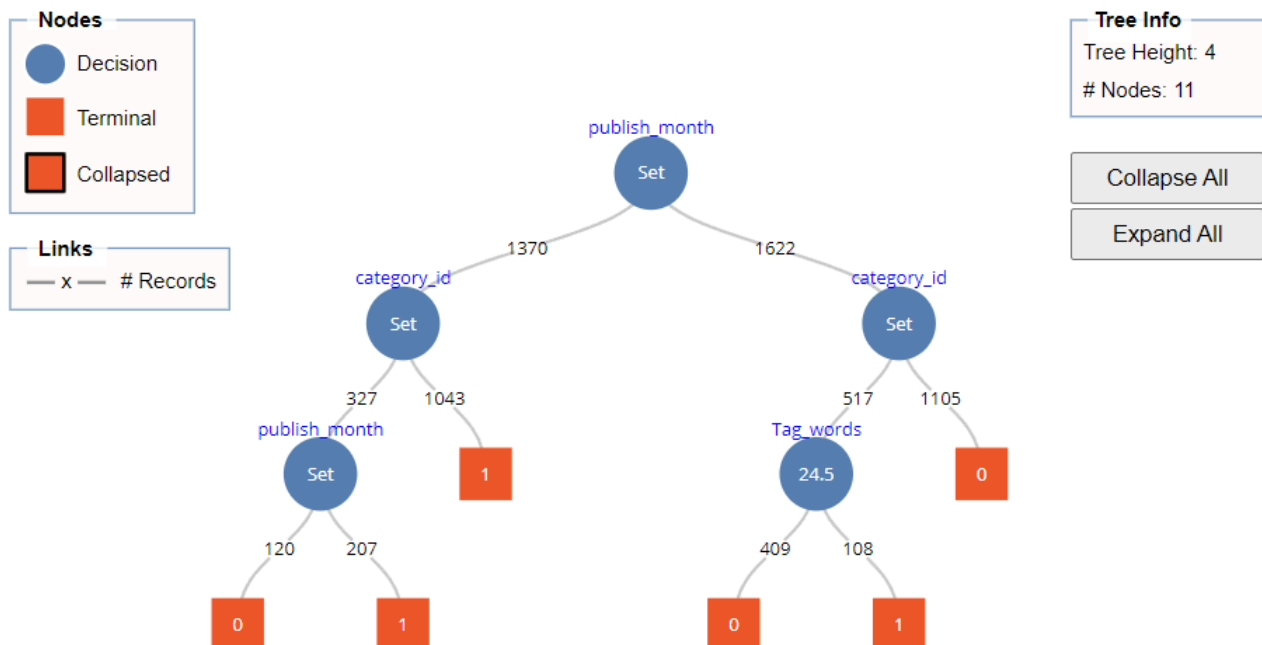 Nodes
Decision
Terminal
Collapsed
Links
x # Records
Tree Info
Tree Height: 4
# Nodes: 11
Collapse All
Expand All
publish_month
Set
1370 1622
category_id category_id
Set Set
327 1043 517 1105
publish_month Tag_words
Set 1 24.5 0
120 207 409 108
0 1 0 1